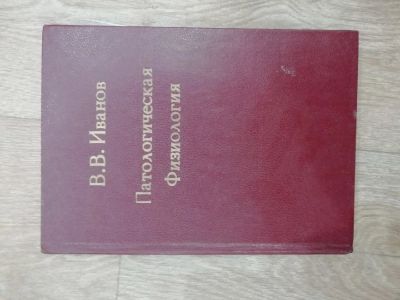 В.В. Иванов
Патологическая
Физиология